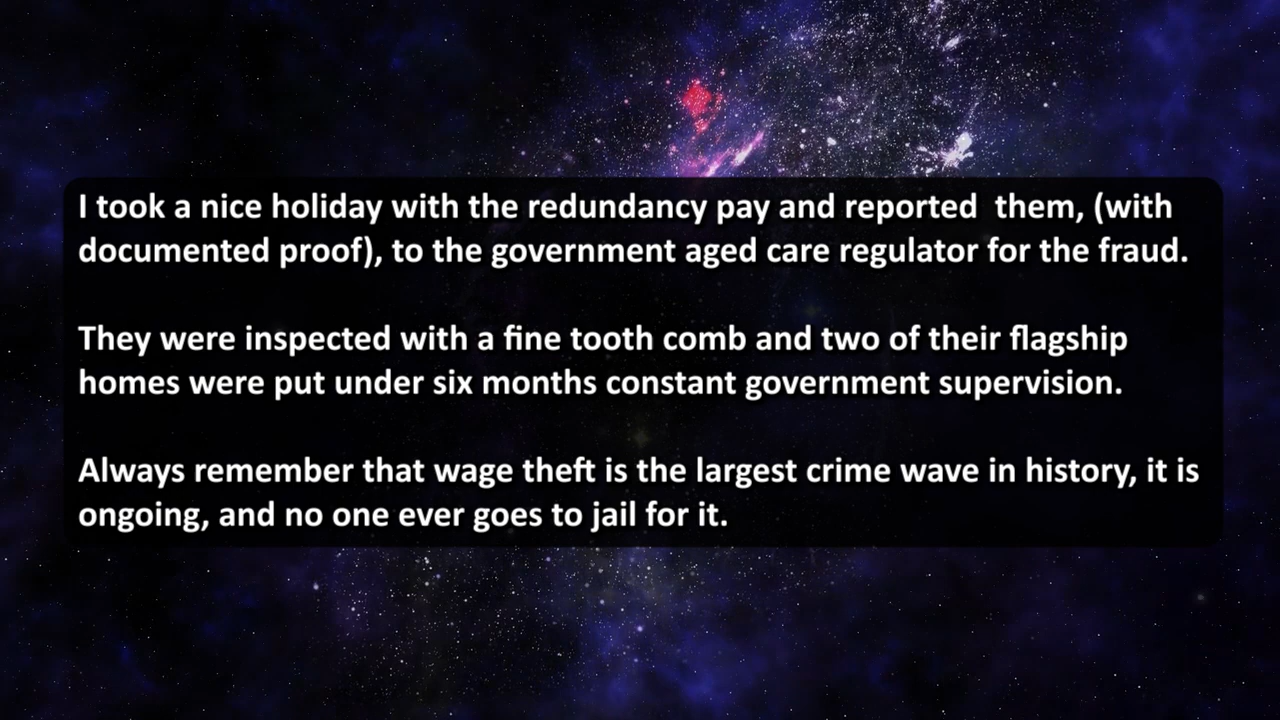 I took a nice holiday with the redundancy pay and reported  them, (with
documented proof), to the government aged care regulator for the fraud.
They were inspected with a fine tooth comb and two of their flagship
homes were put under six months constant government supervision.
Always remember that wage theft is the largest crime wave in history, it is
ongoing, and no one ever goes to jail for it.